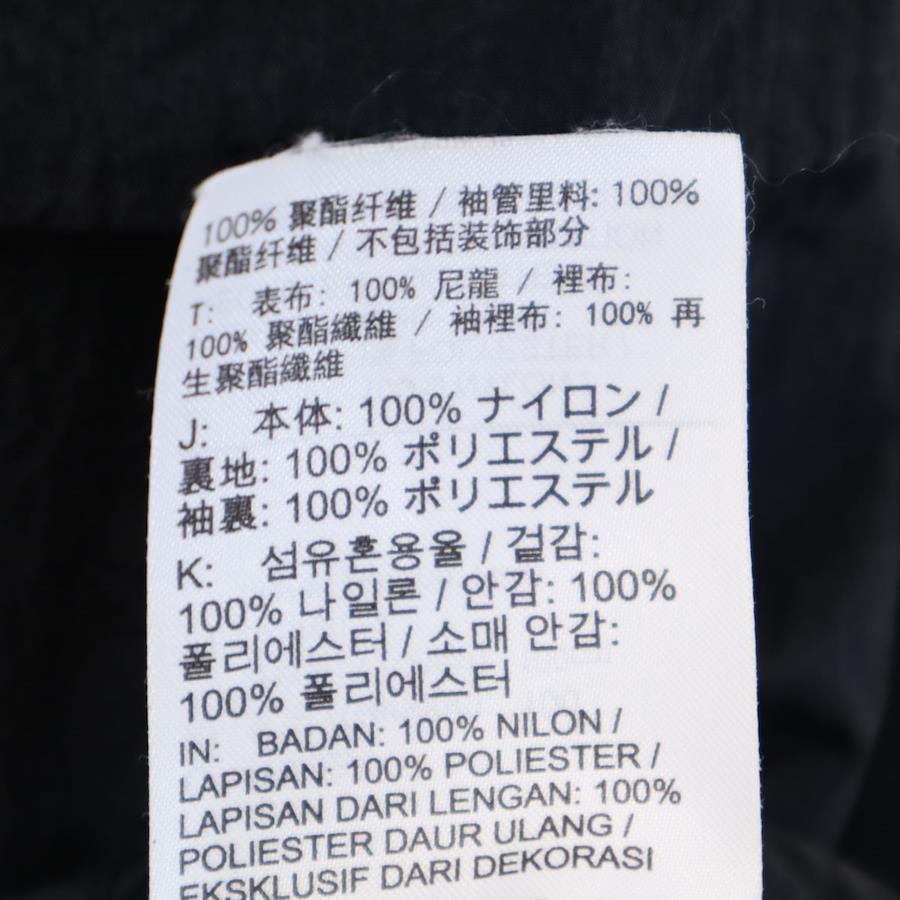 100% 聚酯纤维 / 袖管里料: 100%
聚酯纤维 / 不包括装饰部分
T: 表布: 100% 尼龍 / 裡布:
100% 聚酯纖維 / 袖裡布: 100% 再
生聚酯纖維
J: 本体: 100% ナイロン /
裏地: 100% ポリエステル /
袖裏: 100% ポリエステル
K: 섬유혼용율 / 겉감:
100% 나일론 / 안감: 100%
폴리에스터 / 소매 안감:
100% 폴리에스터
IN: BADAN: 100% NILON /
LAPISAN: 100% POLIESTER /
LAPISAN DARI LENGAN: 100%
POLIESTER DAUR ULANG /
EKSKLUSIF DARI DEKORASI